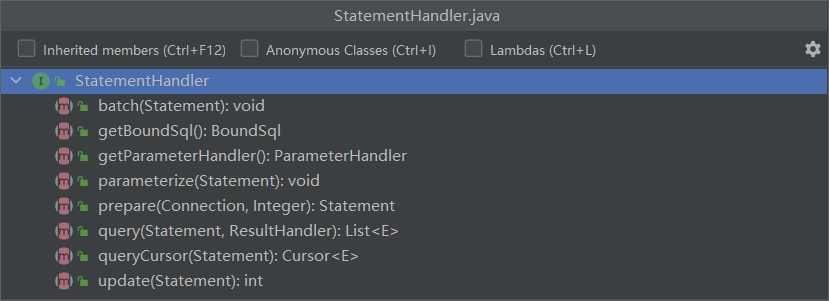 StatementHandler.java
Inherited members (Ctrl+F12) Anonymous Classes (Ctrl+I) Lambdas (Ctrl+L)
I StatementHandler
m batch(Statement): void
m getBoundSql(): BoundSql
m getParameterHandler(): ParameterHandler
m parameterize(Statement): void
m prepare(Connection, Integer): Statement
m query(Statement, ResultHandler): List<E>
m queryCursor(Statement): Cursor<E>
m update(Statement): int